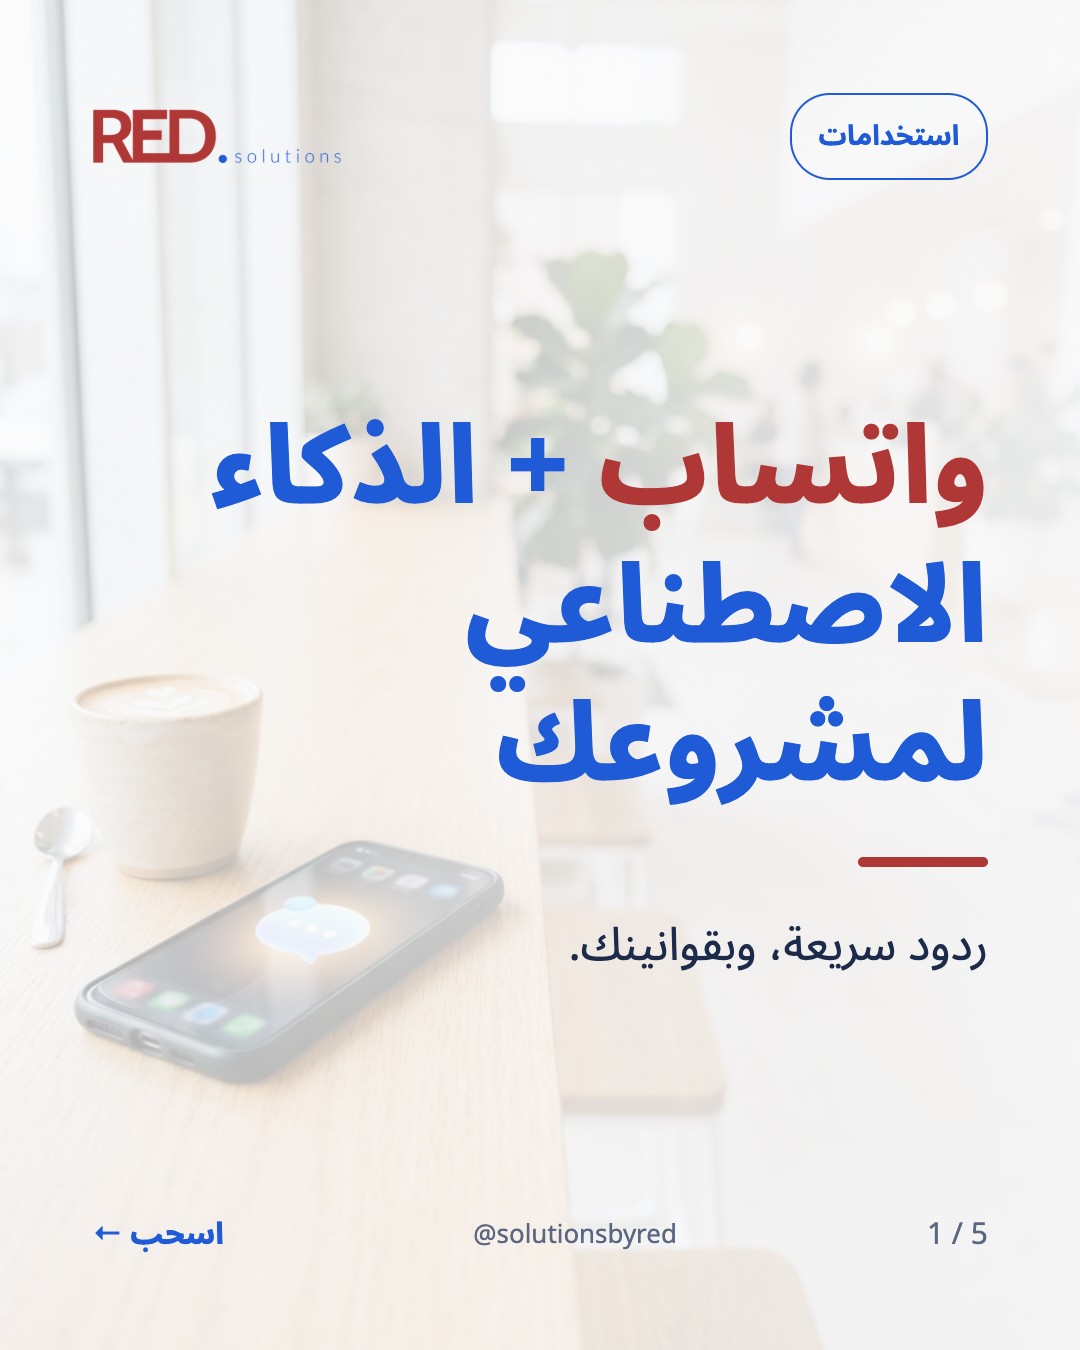 RED.solutions
استخدامات
واتساب + الذكاء
الاصطناعي
لمشروعك
ردود سريعة، وبقوانينك.
1 / 5
@solutionsbyred
اسحب ←